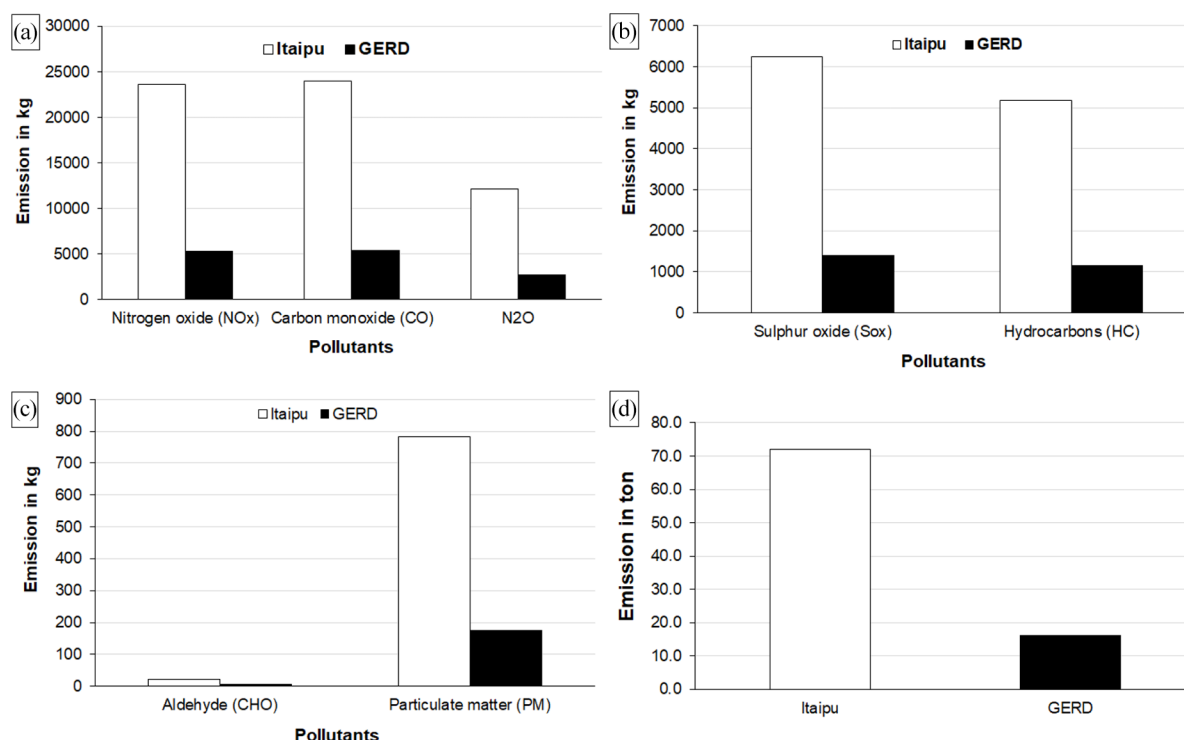 (a)
Itaipu GERD
Emission in kg
30000
25000
20000
15000
10000
5000
0
Nitrogen oxide (NOx) Carbon monoxide (CO) N2O
Pollutants
(b)
Itaipu GERD
Emission in kg
7000
6000
5000
4000
3000
2000
1000
0
Sulphur oxide (Sox) Hydrocarbons (HC)
Pollutants
(c)
Itaipu GERD
Emission in kg
900
800
700
600
500
400
300
200
100
0
Aldehyde (CHO) Particulate matter (PM)
Pollutants
(d)
Emission in ton
80.0
70.0
60.0
50.0
40.0
30.0
20.0
10.0
0.0
Itaipu GERD